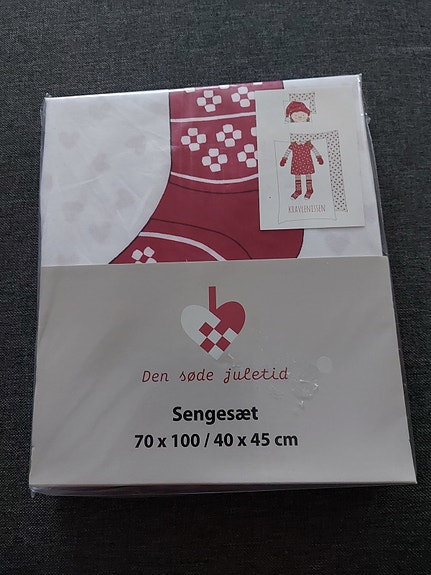 KRAVLENISSEN
Den søde juletid
Sengesæt
70 x 100 / 40 x 45 cm